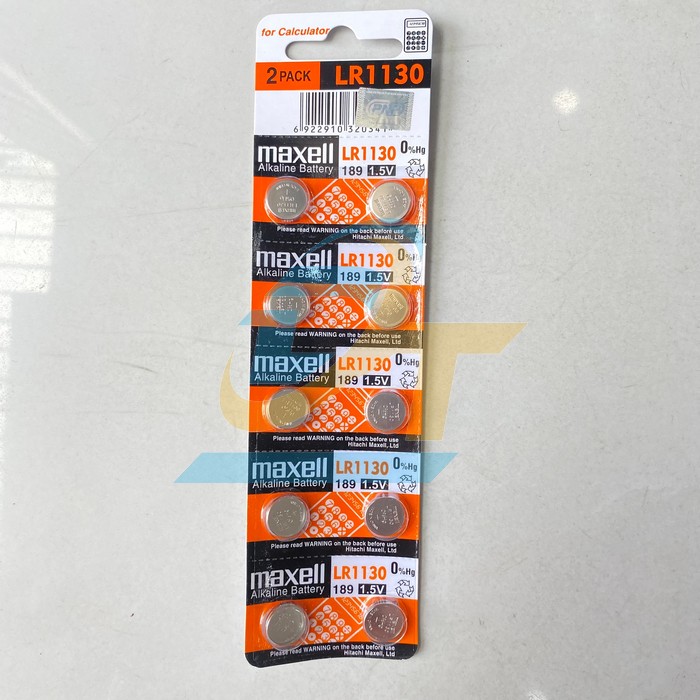 for Calculator
2 PACK LR1130
6 922910 320341
maxell LR1130 0%Hg
Alkaline Battery 189 1.5V
Please read WARNING on the back before use
Hitachi Maxell, Ltd
maxell LR1130 0%Hg
Alkaline Battery 189 1.5V
Please read WARNING on the back before use
Hitachi Maxell, Ltd
maxell LR1130 0%Hg
Alkaline Battery 189 1.5V
Please read WARNING on the back before use
Hitachi Maxell, Ltd
maxell LR1130 0%Hg
Alkaline Battery 189 1.5V
Please read WARNING on the back before use
Hitachi Maxell, Ltd
maxell LR1130 0%Hg
Alkaline Battery 189 1.5V
Please read WARNING on the back before use
Hitachi Maxell, Ltd